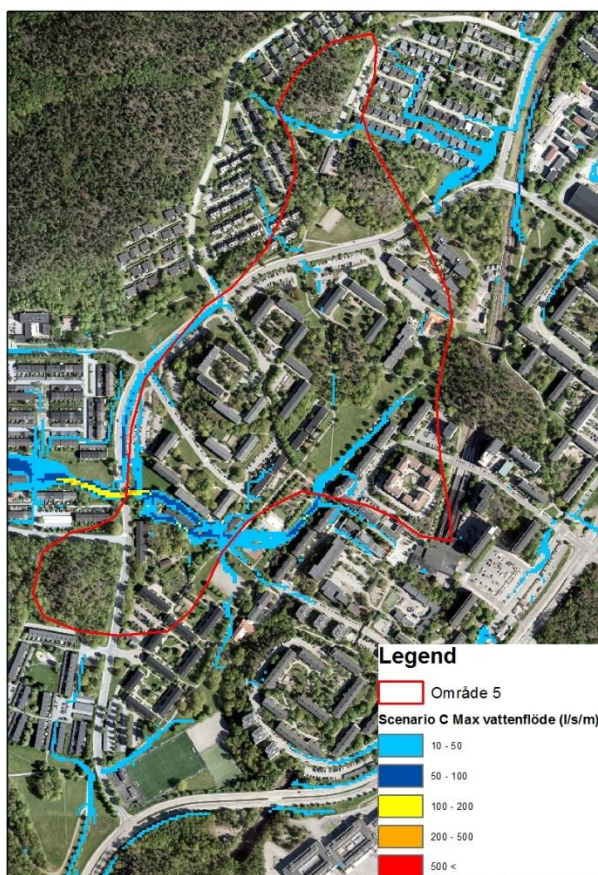 Legend
Område 5
Scenario C Max vattenflöde (l/s/m)
10 - 50
50 - 100
100 - 200
200 - 500
500 <